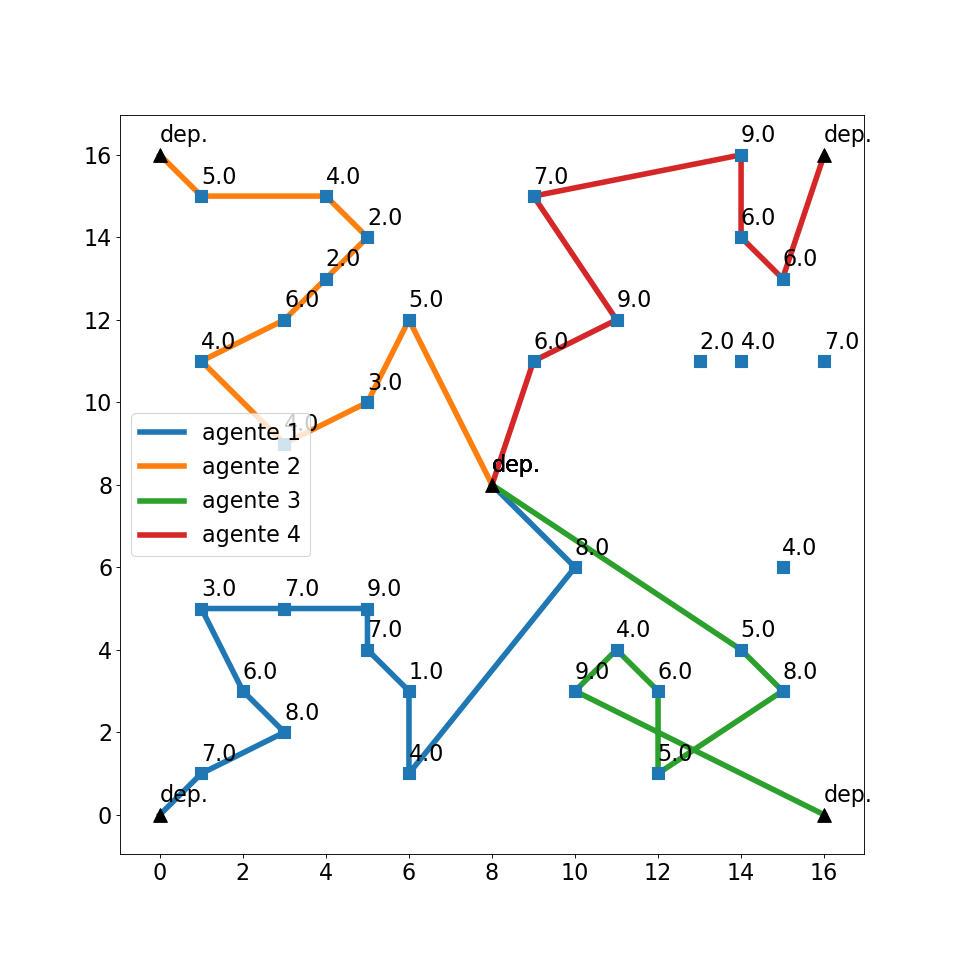 dep. 9.0 dep.
16
5.0 4.0 7.0
2.0 6.0
14
2.0 6.0
6.0 5.0 9.0
12
4.0 6.0 2.0 4.0 7.0
3.0
10
4.0
agente 1
agente 2
dep.
8
agente 3
agente 4
8.0 4.0
6
3.0 7.0 9.0
7.0 4.0 5.0
4
6.0 1.0 9.0 6.0 8.0
8.0
2
7.0 4.0 5.0
dep. dep.
0
0 2 4 6 8 10 12 14 16